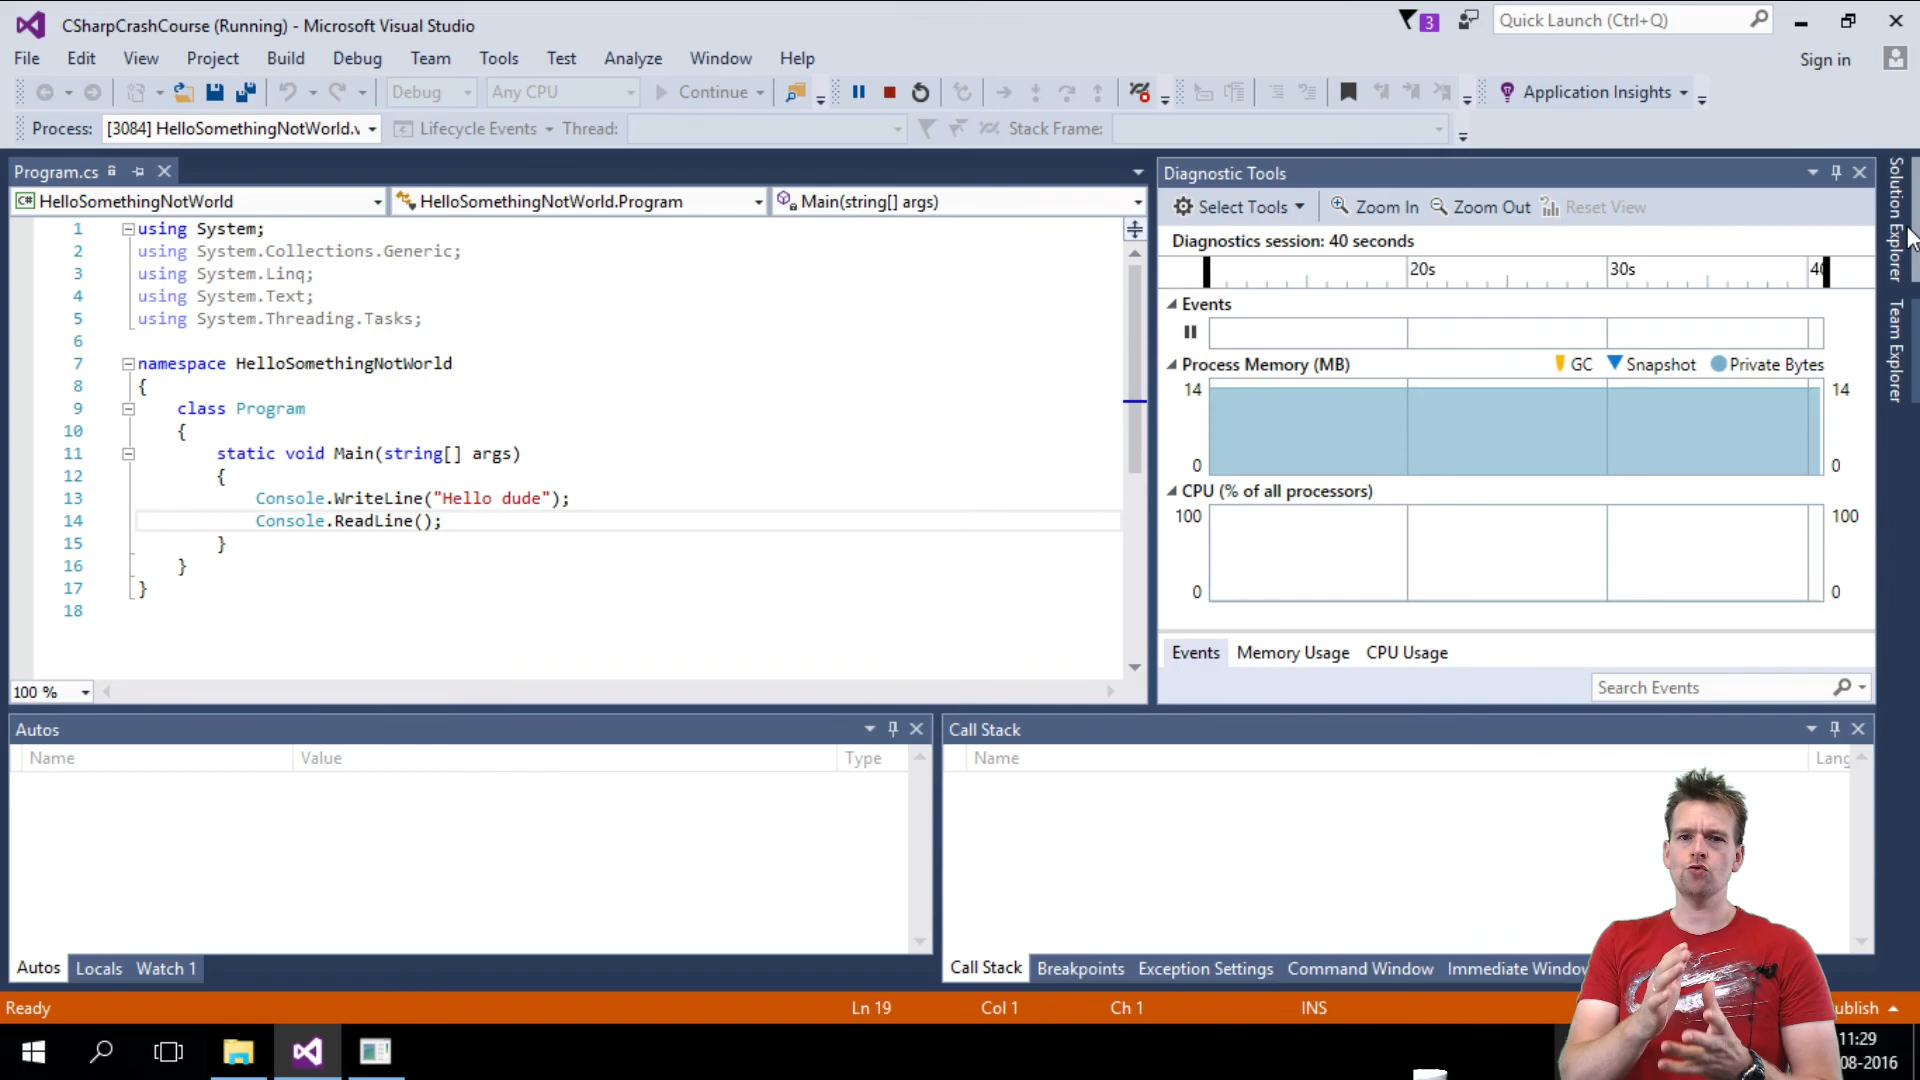 CSharpCrashCourse (Running) - Microsoft Visual Studio
3
Quick Launch (Ctrl+Q)
File Edit View Project Build Debug Team Tools Test Analyze Window Help
Sign in
Debug Any CPU Continue Application Insights
Process: [3084] HelloSomethingNotWorld.v Lifecycle Events Thread: Stack Frame:
Program.cs
C# HelloSomethingNotWorld HelloSomethingNotWorld.Program Main(string[] args)
1 using System;
2 using System.Collections.Generic;
3 using System.Linq;
4 using System.Text;
5 using System.Threading.Tasks;
6
7 namespace HelloSomethingNotWorld
8 {
9 class Program
10 {
11 static void Main(string[] args)
12 {
13 Console.WriteLine("Hello dude");
14 Console.ReadLine();
15 }
16 }
17 }
18
100 %
Diagnostic Tools
Select Tools Zoom In Zoom Out Reset View
Diagnostics session: 40 seconds
20s 30s 40
Events
Process Memory (MB) GC Snapshot Private Bytes
14 14
0 0
CPU (% of all processors)
100 100
0 0
Events Memory Usage CPU Usage
Search Events
Solution Explorer
Team Explorer
Autos
Name Value Type
Autos Locals Watch 1
Call Stack
Name Lang
Call Stack Breakpoints Exception Settings Command Window Immediate Window
Ready Ln 19 Col 1 Ch 1 INS ublish
11:29
08-2016